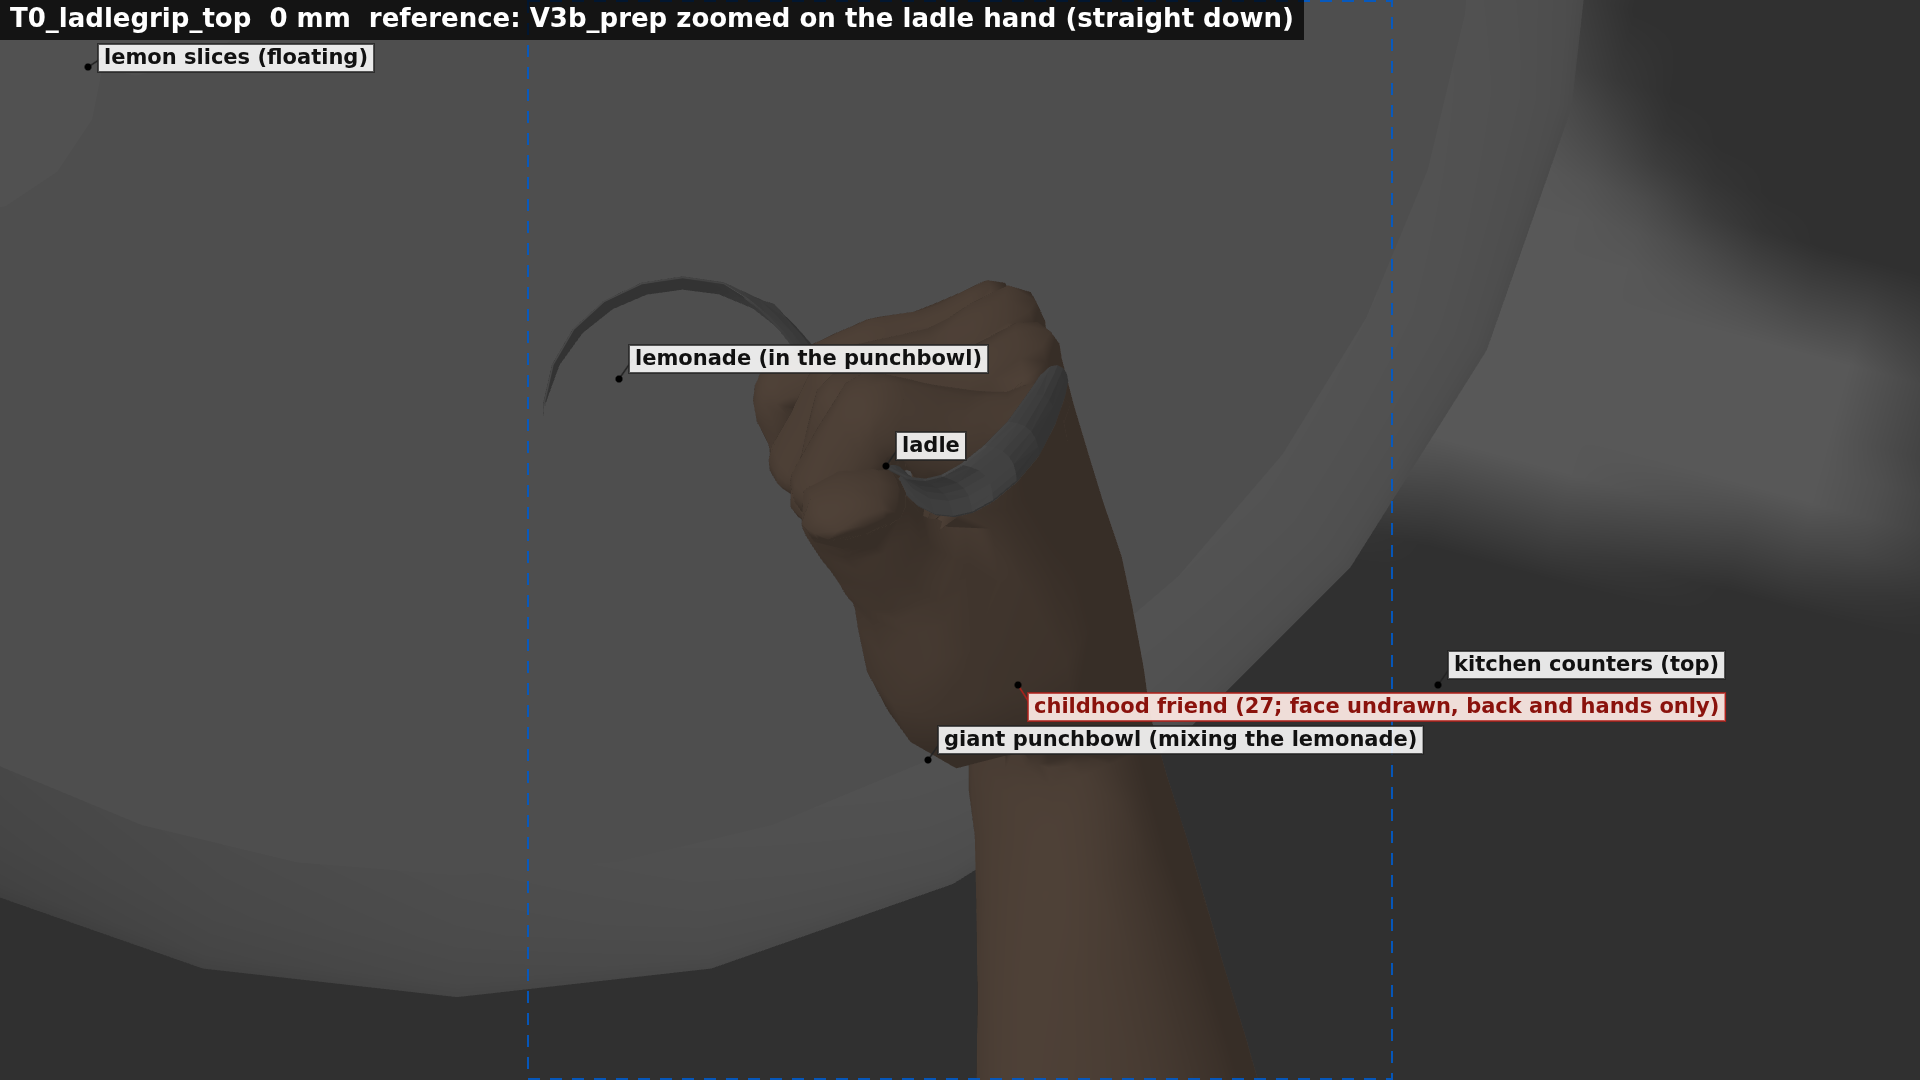 T0_ladlegrip_top  0 mm  reference: V3b_prep zoomed on the ladle hand (straight down)
lemon slices (floating)
lemonade (in the punchbowl)
ladle
kitchen counters (top)
childhood friend (27; face undrawn, back and hands only)
giant punchbowl (mixing the lemonade)